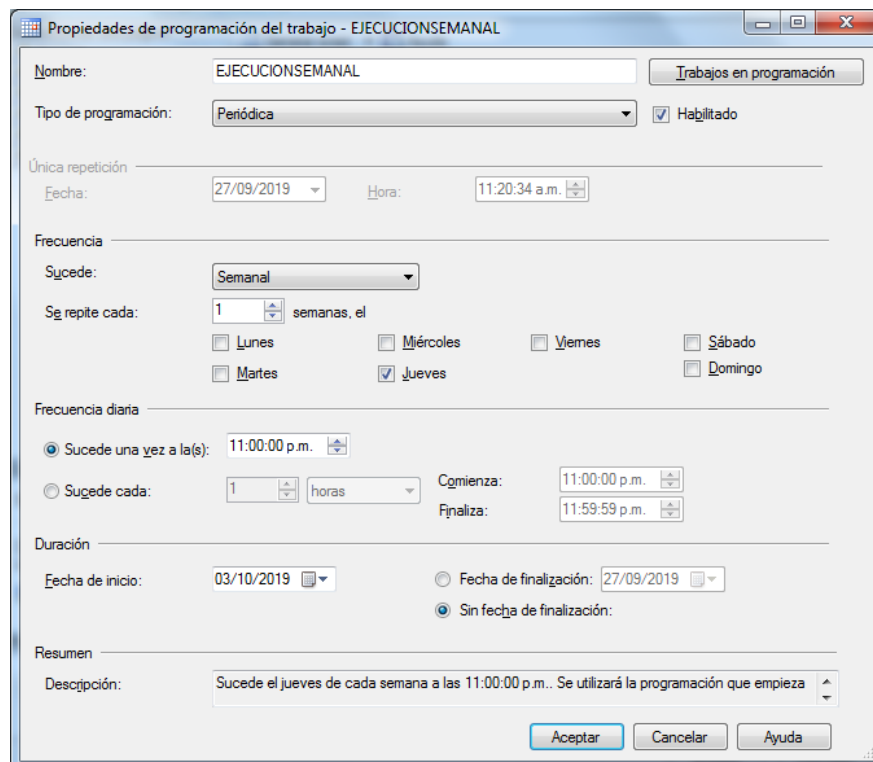 Propiedades de programación del trabajo - EJECUCIONSEMANAL
Nombre: EJECUCIONSEMANAL Trabajos en programación
Tipo de programación: Periódica Habilitado
Única repetición
Fecha: 27/09/2019 Hora: 11:20:34 a.m.
Frecuencia
Sucede: Semanal
Se repite cada: 1 semanas, el
Lunes Miércoles Viernes Sábado
Martes Jueves Domingo
Frecuencia diaria
Sucede una vez a la(s): 11:00:00 p.m.
Sucede cada: 1 horas Comienza: 11:00:00 p.m.
Finaliza: 11:59:59 p.m.
Duración
Fecha de inicio: 03/10/2019 Fecha de finalización: 27/09/2019
Sin fecha de finalización:
Resumen
Descripción: Sucede el jueves de cada semana a las 11:00:00 p.m.. Se utilizará la programación que empieza
Aceptar Cancelar Ayuda